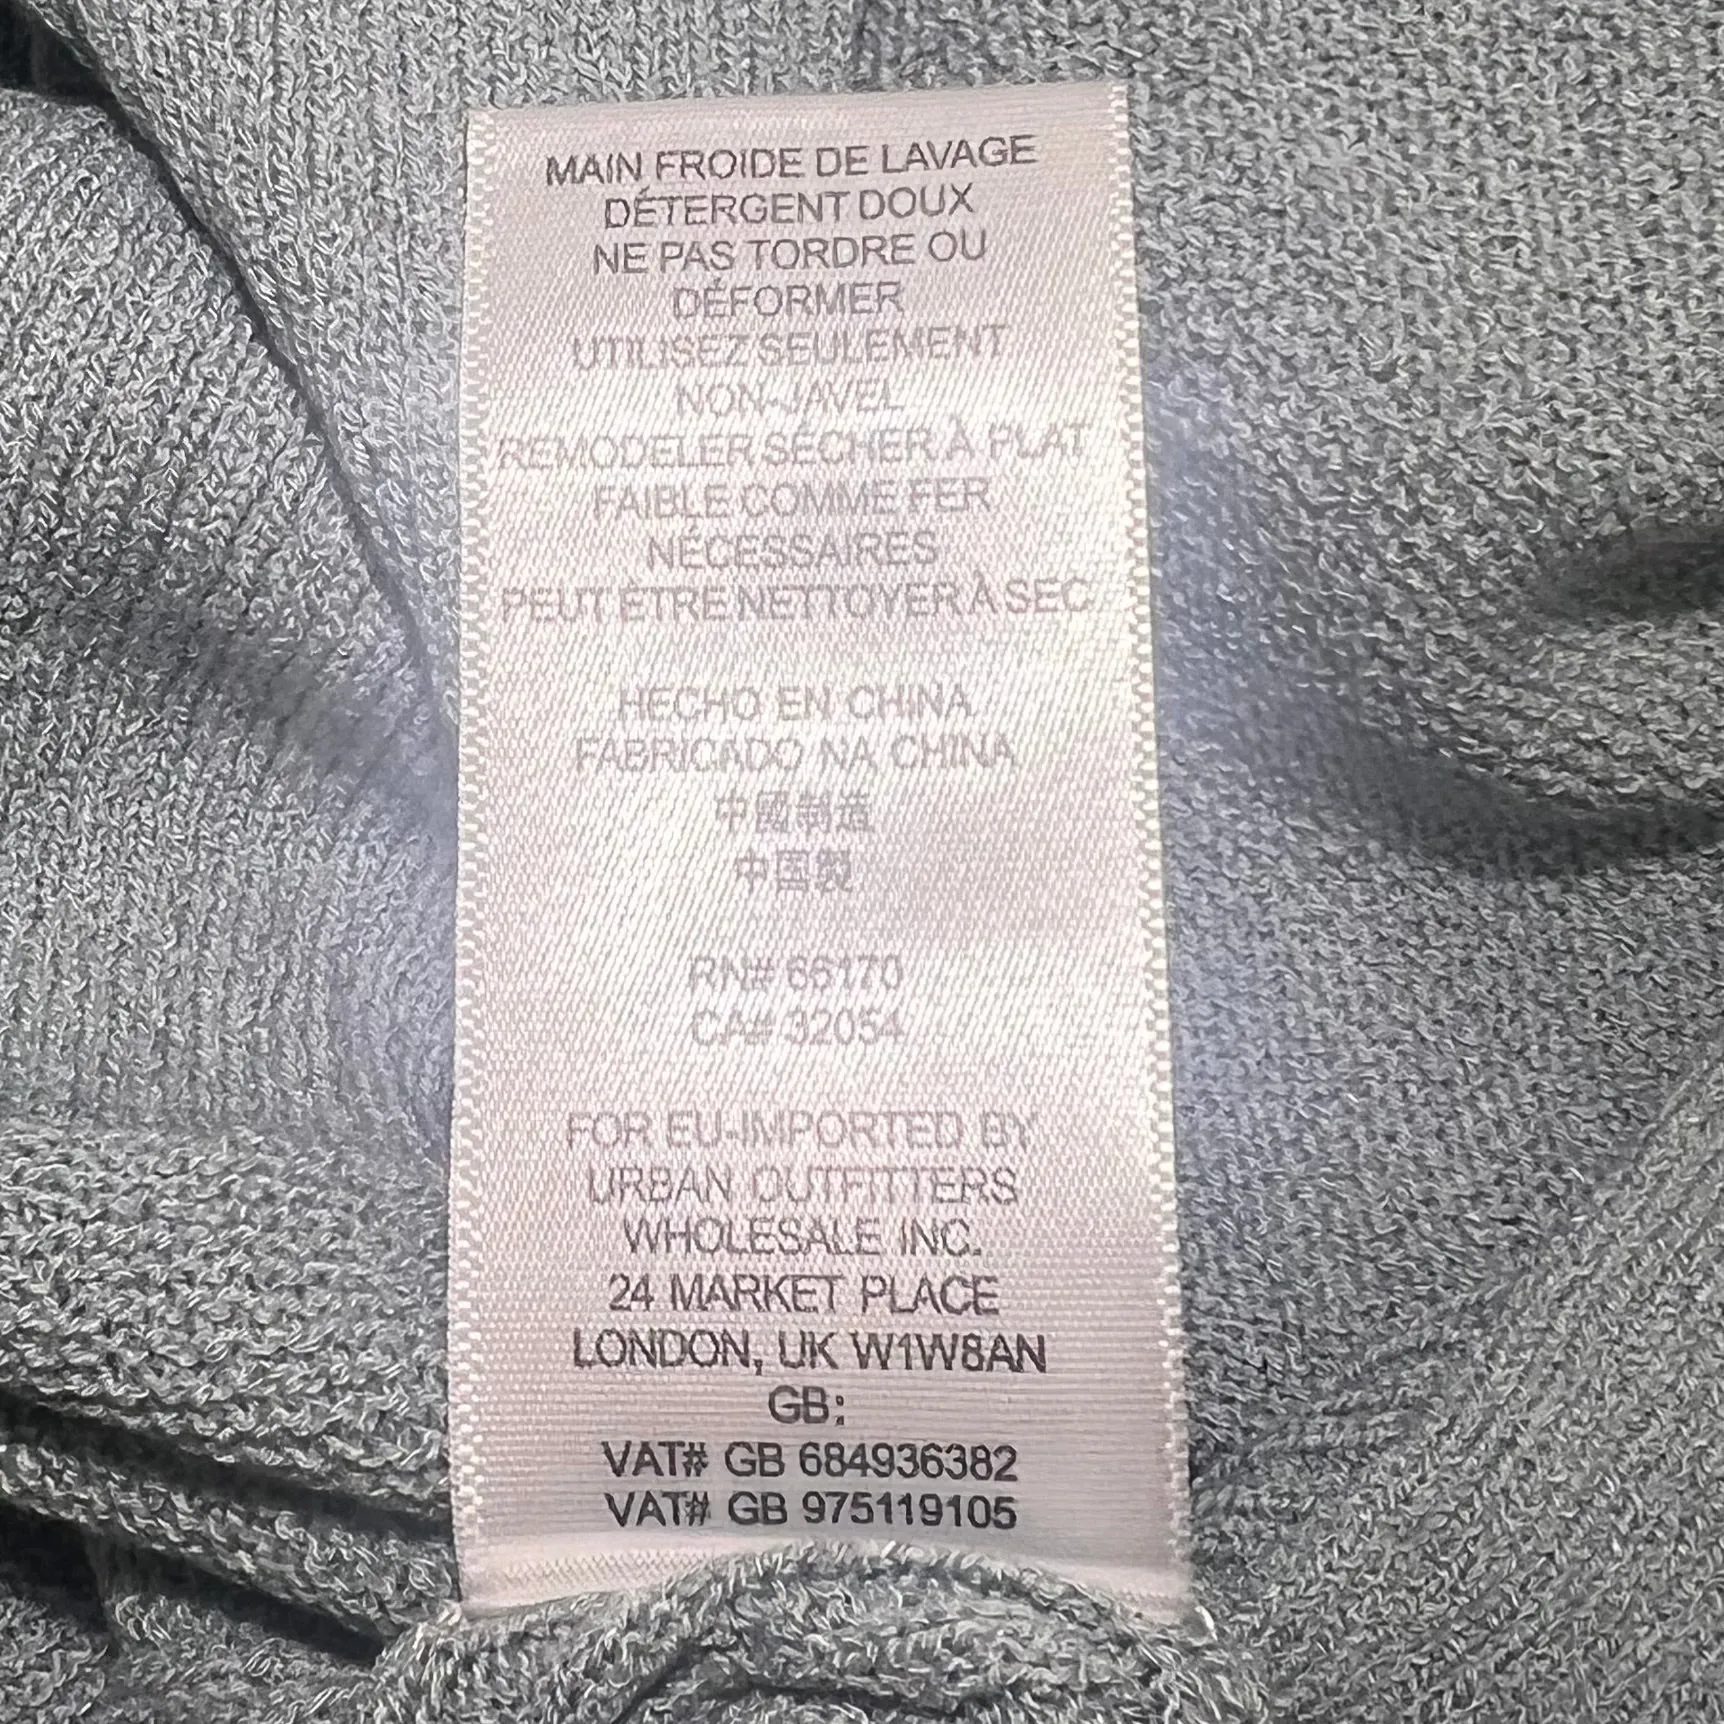 MAIN FROIDE DE LAVAGE
DÉTERGENT DOUX
NE PAS TORDRE OU
DÉFORMER
UTILISEZ SEULEMENT
NON-JAVEL
REMODELER SÉCHER À PLAT
FAIBLE COMME FER
NÉCESSAIRES
PEUT ÊTRE NETTOYER À SEC
HECHO EN CHINA
FABRICADO NA CHINA
中國制造
中国製
RN# 66170
CA# 32054
FOR EU-IMPORTED BY
URBAN OUTFITTERS
WHOLESALE INC.
24 MARKET PLACE
LONDON, UK W1W8AN
GB:
VAT# GB 684936382
VAT# GB 975119105